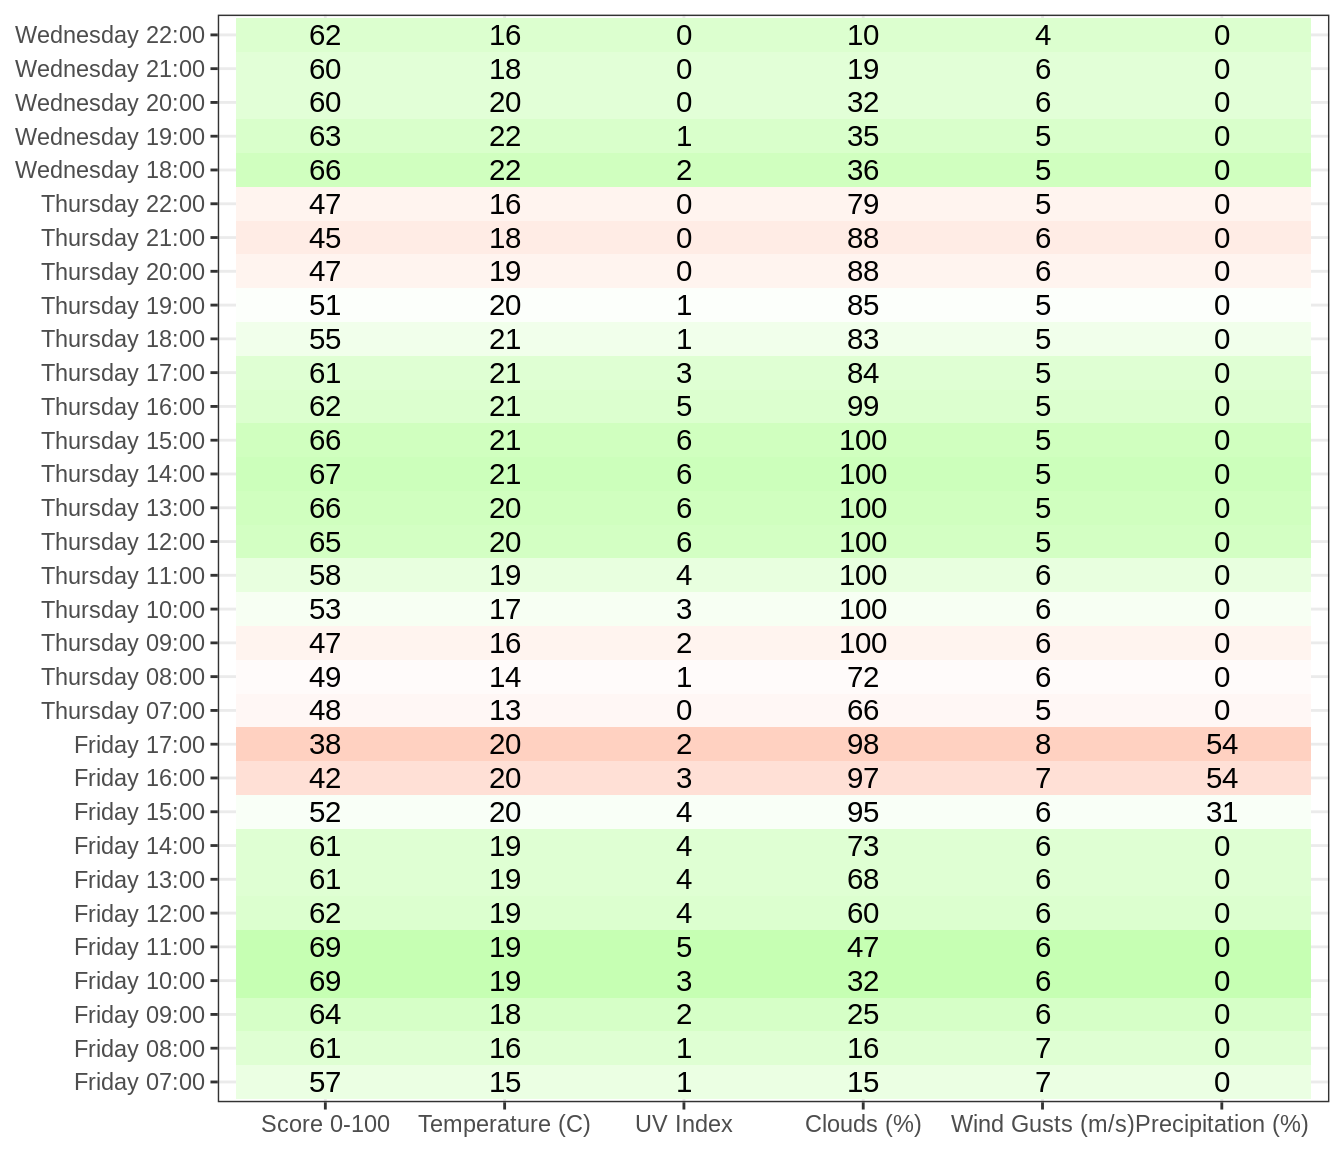 Wednesday 22:00 62 16 0 10 4 0
Wednesday 21:00 60 18 0 19 6 0
Wednesday 20:00 60 20 0 32 6 0
Wednesday 19:00 63 22 1 35 5 0
Wednesday 18:00 66 22 2 36 5 0
Thursday 22:00 47 16 0 79 5 0
Thursday 21:00 45 18 0 88 6 0
Thursday 20:00 47 19 0 88 6 0
Thursday 19:00 51 20 1 85 5 0
Thursday 18:00 55 21 1 83 5 0
Thursday 17:00 61 21 3 84 5 0
Thursday 16:00 62 21 5 99 5 0
Thursday 15:00 66 21 6 100 5 0
Thursday 14:00 67 21 6 100 5 0
Thursday 13:00 66 20 6 100 5 0
Thursday 12:00 65 20 6 100 5 0
Thursday 11:00 58 19 4 100 6 0
Thursday 10:00 53 17 3 100 6 0
Thursday 09:00 47 16 2 100 6 0
Thursday 08:00 49 14 1 72 6 0
Thursday 07:00 48 13 0 66 5 0
Friday 17:00 38 20 2 98 8 54
Friday 16:00 42 20 3 97 7 54
Friday 15:00 52 20 4 95 6 31
Friday 14:00 61 19 4 73 6 0
Friday 13:00 61 19 4 68 6 0
Friday 12:00 62 19 4 60 6 0
Friday 11:00 69 19 5 47 6 0
Friday 10:00 69 19 3 32 6 0
Friday 09:00 64 18 2 25 6 0
Friday 08:00 61 16 1 16 7 0
Friday 07:00 57 15 1 15 7 0
Score 0-100 Temperature (C) UV Index Clouds (%) Wind Gusts (m/s) Precipitation (%)